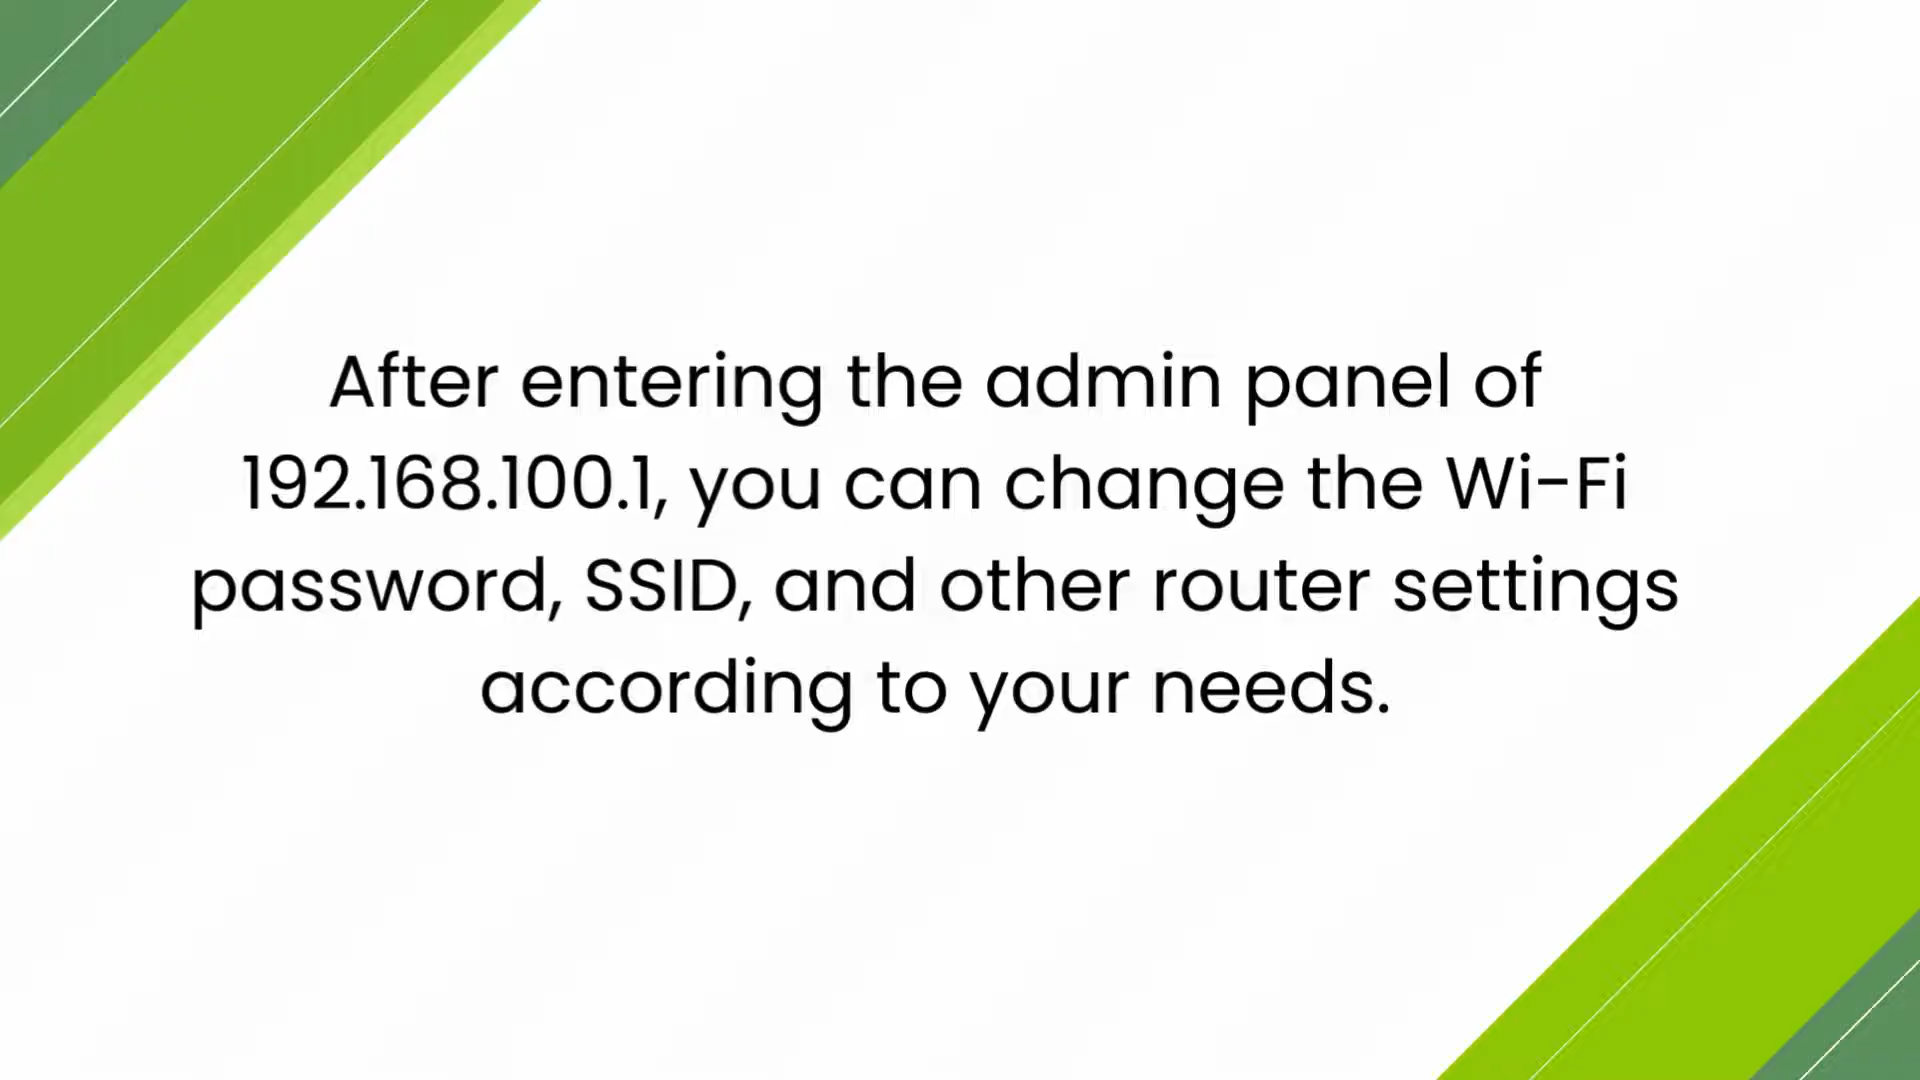 After entering the admin panel of
192.168.100.1, you can change the Wi-Fi
password, SSID, and other router settings
according to your needs.